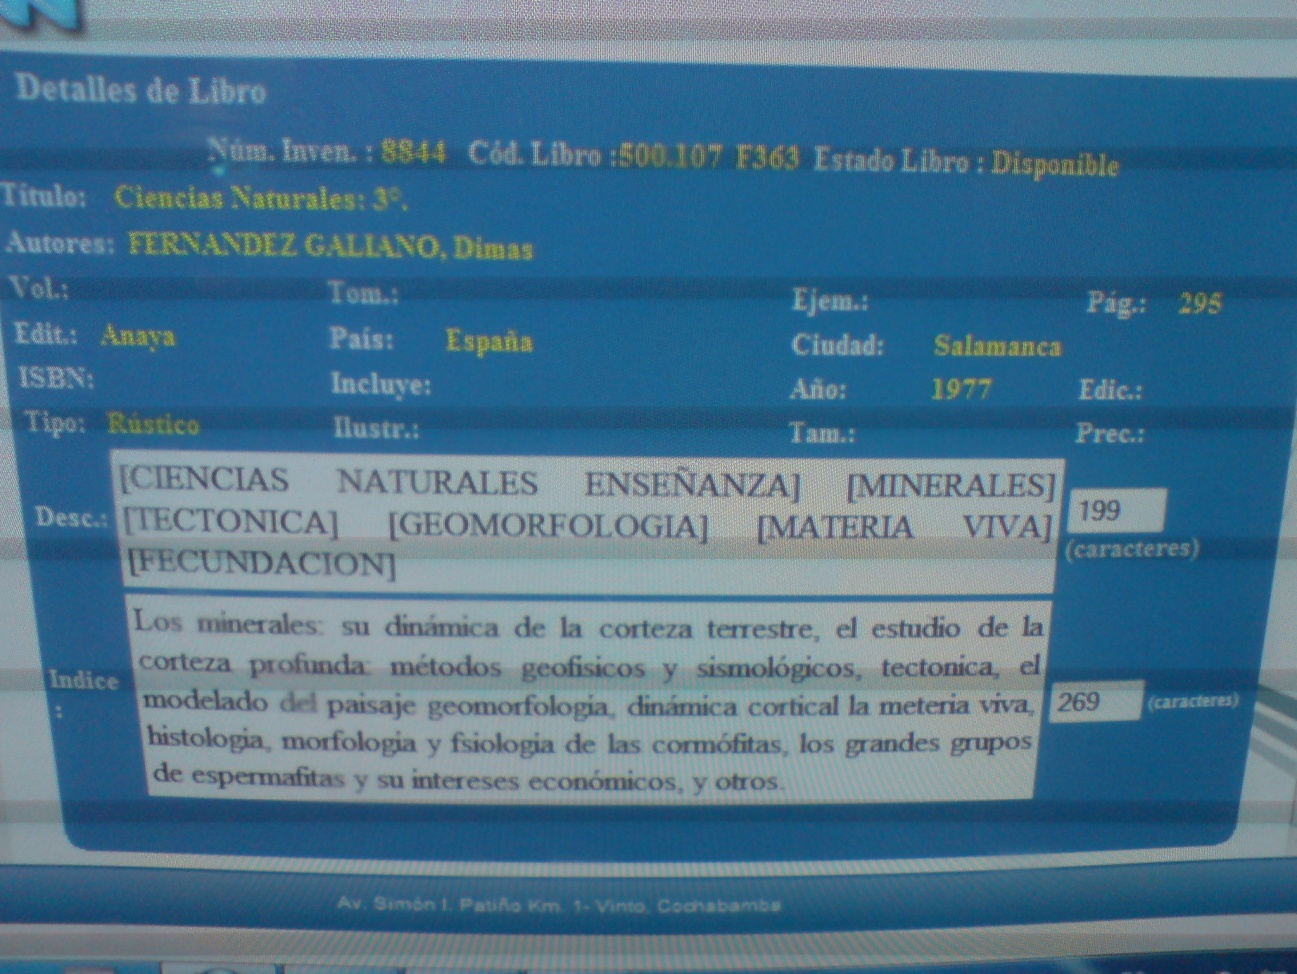 Detalles de Libro
Núm. Inven. : 8844 Cód. Libro :500.107 F363 Estado Libro : Disponible
Título: Ciencias Naturales: 3°.
Autores: FERNANDEZ GALIANO, Dimas
Vol.: Tom.: Ejem.: Pág.: 295
Edit.: Anaya País: España Ciudad: Salamanca
ISBN: Incluye: Año: 1977 Edic.:
Tipo: Rústico Ilustr.: Tam.: Prec.:
[CIENCIAS NATURALES ENSEÑANZA] [MINERALES]
Desc.: [TECTONICA] [GEOMORFOLOGIA] [MATERIA VIVA] 199
[FECUNDACION] (caracteres)
Los minerales: su dinámica de la corteza terrestre, el estudio de la
corteza profunda: métodos geofisicos y sismológicos, tectonica, el
Indice : modelado del paisaje geomorfologia, dinámica cortical la meteria viva, 269 (caracteres)
histologia, morfologia y fsiologia de las cormófitas, los grandes grupos
de espermafitas y su intereses económicos, y otros.
Av. Simón I. Patiño Km. 1- Vinto, Cochabamba